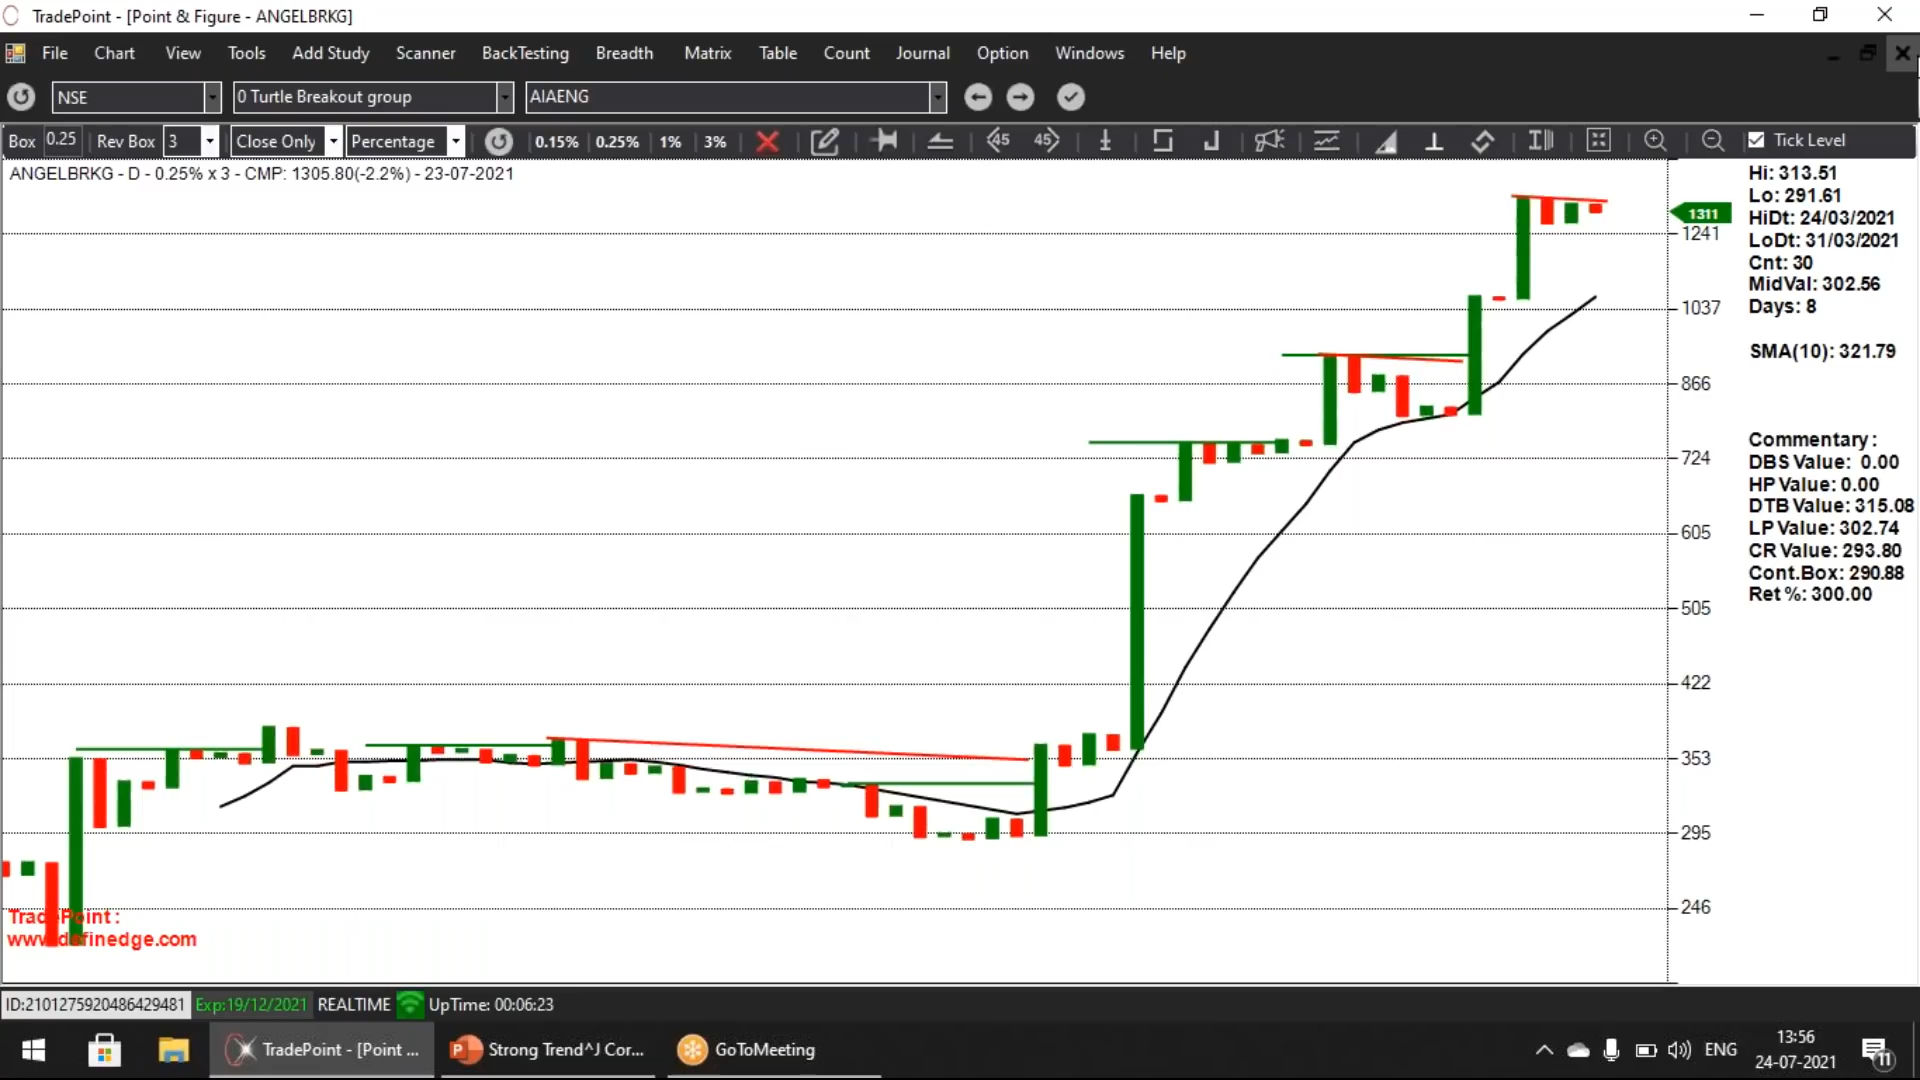 TradePoint - [Point & Figure - ANGELBRKG]
File Chart View Tools Add Study Scanner BackTesting Breadth Matrix Table Count Journal Option Windows Help
NSE 0 Turtle Breakout group AIAENG
Box 0.25 Rev Box 3 Close Only Percentage 0.15% 0.25% 1% 3% 45 45 Tick Level
ANGELBRKG - D - 0.25% x 3 - CMP: 1305.80(-2.2%) - 23-07-2021
1311
1241
1037
866
724
605
505
422
353
295
246
Hi: 313.51
Lo: 291.61
HiDt: 24/03/2021
LoDt: 31/03/2021
Cnt: 30
MidVal: 302.56
Days: 8
SMA(10): 321.79
Commentary :
DBS Value: 0.00
HP Value: 0.00
DTB Value: 315.08
LP Value: 302.74
CR Value: 293.80
Cont.Box: 290.88
Ret %: 300.00
TradePoint :
www.definedge.com
ID:2101275920486429481 Exp:19/12/2021 REALTIME UpTime: 00:06:23
TradePoint - [Point ... Strong Trend^J Cor... GoToMeeting
ENG
13:56
24-07-2021
11